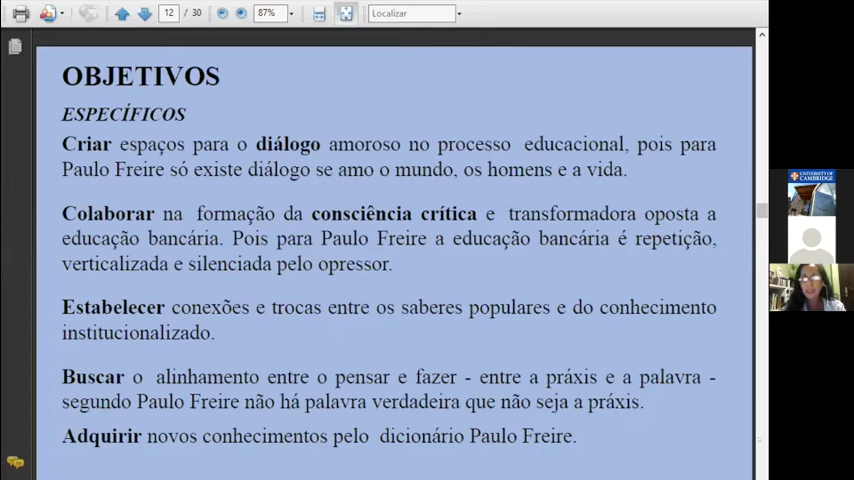 12 / 30
87%
Localizar
OBJETIVOS
ESPECÍFICOS
Criar espaços para o diálogo amoroso no processo educacional, pois para
Paulo Freire só existe diálogo se amo o mundo, os homens e a vida.
Colaborar na formação da consciência crítica e transformadora oposta a
educação bancária. Pois para Paulo Freire a educação bancária é repetição,
verticalizada e silenciada pelo opressor.
Estabelecer conexões e trocas entre os saberes populares e do conhecimento
institucionalizado.
Buscar o alinhamento entre o pensar e fazer - entre a práxis e a palavra -
segundo Paulo Freire não há palavra verdadeira que não seja a práxis.
Adquirir novos conhecimentos pelo dicionário Paulo Freire.
UNIVERSITY OF
CAMBRIDGE